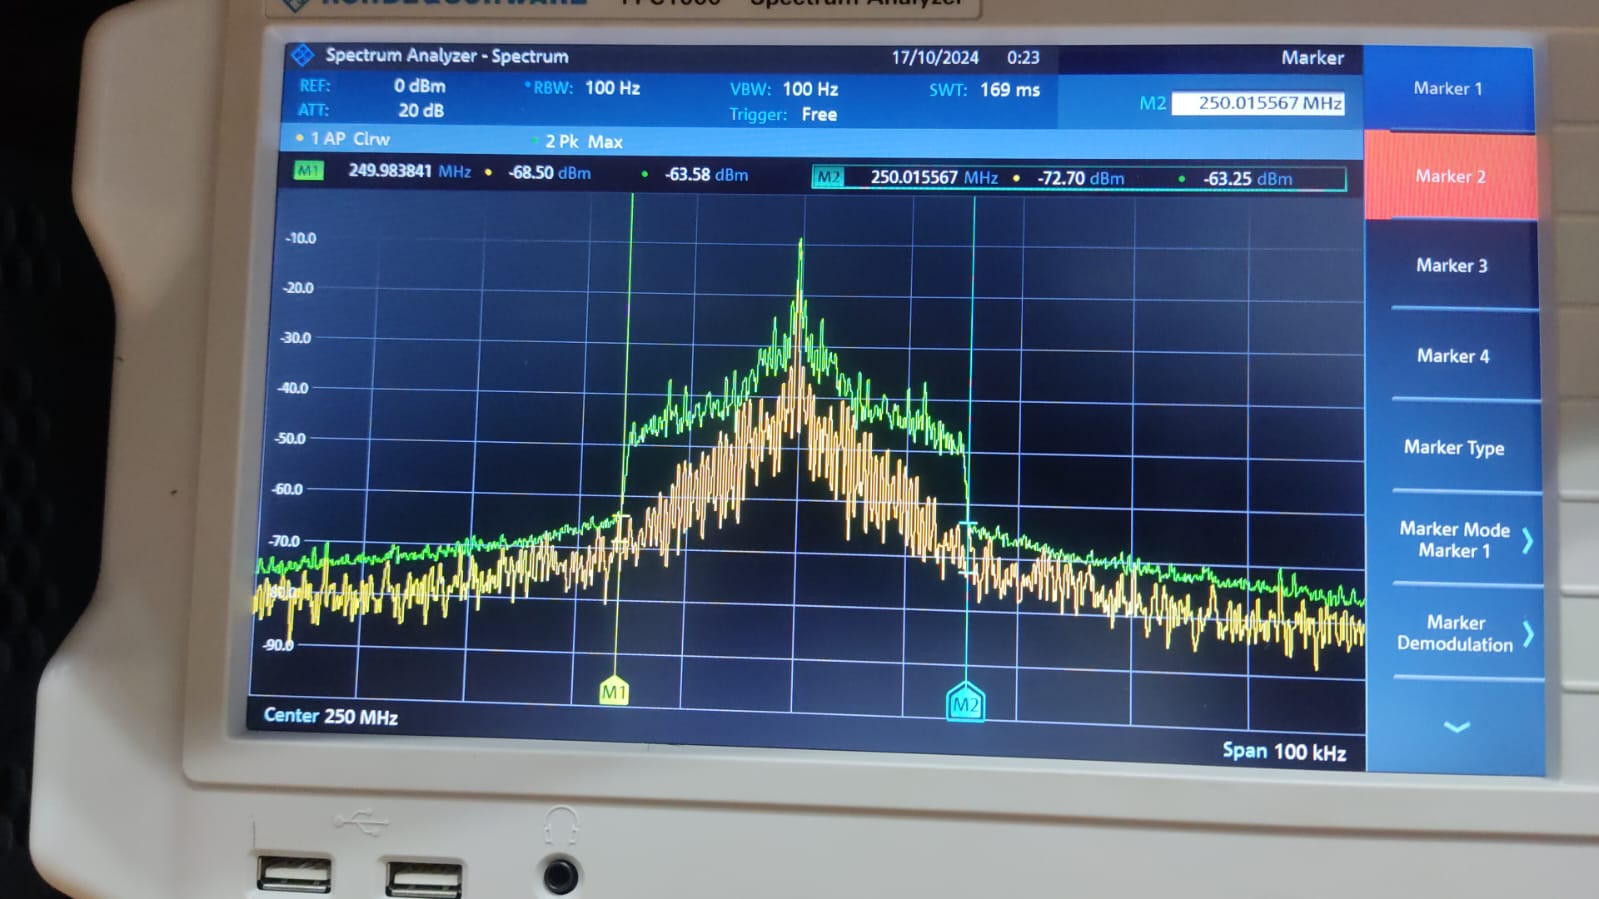 ROHDE&SCHWARZ FPC1000 Spectrum Analyzer
Spectrum Analyzer - Spectrum 17/10/2024 0:23 Marker
REF: 0 dBm RBW: 100 Hz VBW: 100 Hz SWT: 169 ms
ATT: 20 dB Trigger: Free
M2 250.015567 MHz
1 AP Clrw 2 Pk Max
M1 249.983841 MHz -68.50 dBm -63.58 dBm M2 250.015567 MHz -72.70 dBm -63.25 dBm
-10.0
-20.0
-30.0
-40.0
-50.0
-60.0
-70.0
-80.0
-90.0
M1 M2
Center 250 MHz
Span 100 kHz
Marker 1
Marker 2
Marker 3
Marker 4
Marker Type
Marker Mode
Marker 1
Marker
Demodulation